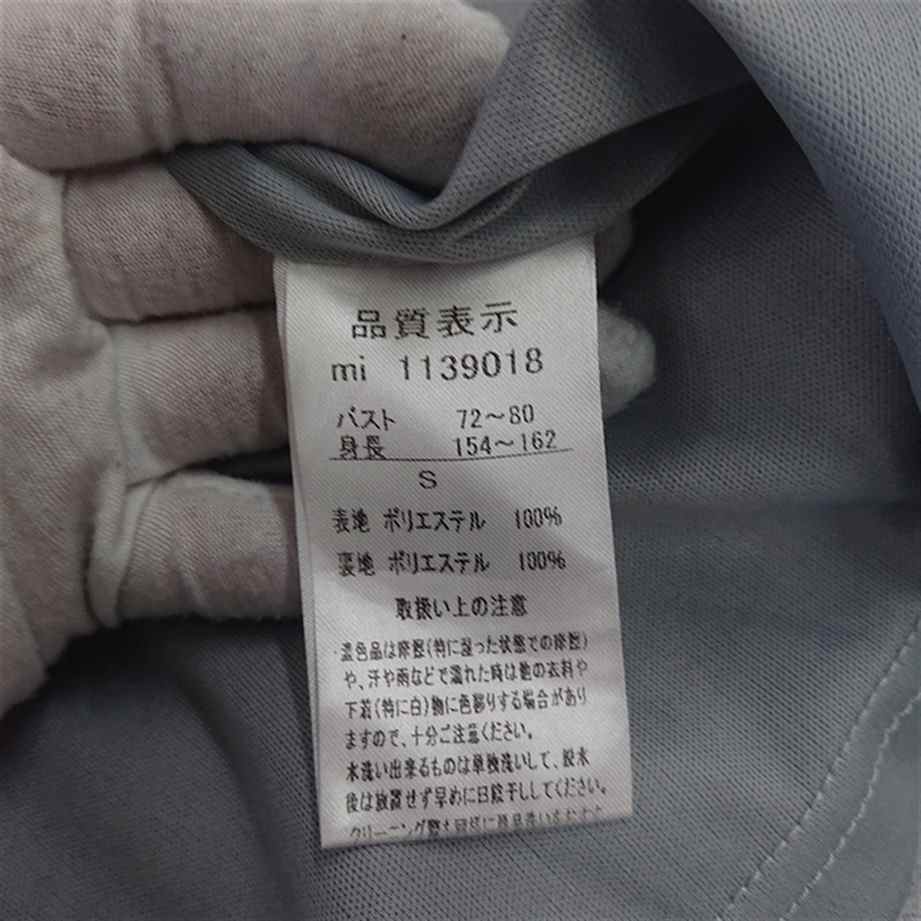 品質表示
mi 1139018
バスト 72～80
身長 154～162
S
表地 ポリエステル 100%
裏地 ポリエステル 100%
取扱い上の注意
・濃色品は摩擦(特に湿った状態での摩擦)
や、汗や雨などで濡れた時は他の衣料や
下着(特に白)物に色移りする場合があり
ますので、十分ご注意ください。
水洗い出来るものは単独洗いして、脱水
後は放置せず早めに日陰干ししてください。
クリーニング